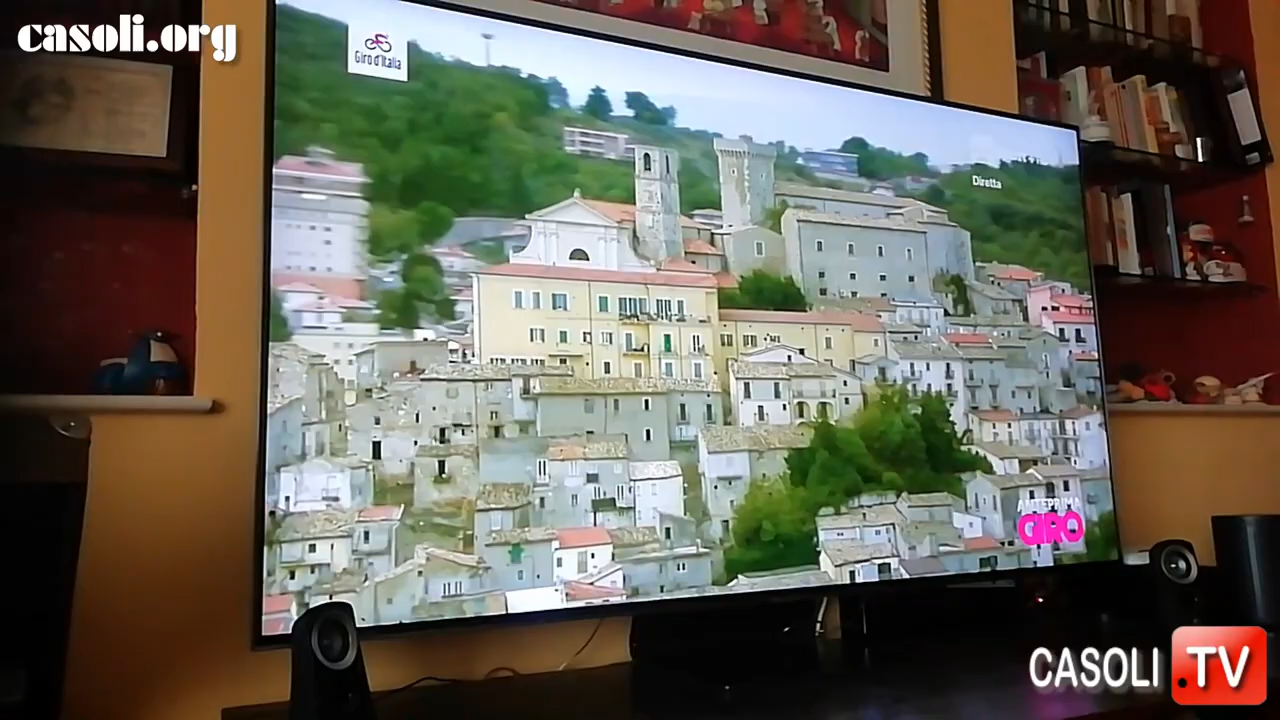 casoli.org
Giro d'Italia
Diretta
ANTEPRIMA
GIRO
CASOLI.TV